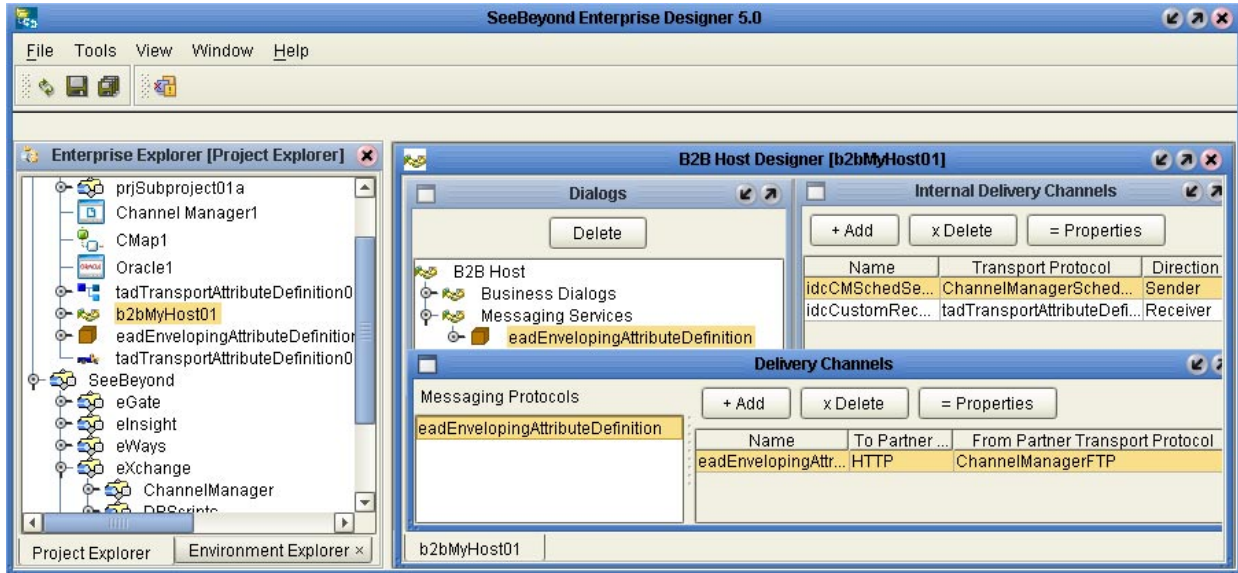 SeeBeyond Enterprise Designer 5.0
File Tools View Window Help
Enterprise Explorer [Project Explorer]
prjSubproject01a
Channel Manager1
CMap1
Oracle1
tadTransportAttributeDefinition0
b2bMyHost01
eadEnvelopingAttributeDefinition
tadTransportAttributeDefinition0
SeeBeyond
eGate
eInsight
eWays
eXchange
ChannelManager
DBScripts
Project Explorer Environment Explorer ×
B2B Host Designer [b2bMyHost01]
Dialogs
Delete
B2B Host
Business Dialogs
Messaging Services
eadEnvelopingAttributeDefinition
Internal Delivery Channels
+ Add x Delete = Properties
Name Transport Protocol Direction
idcCMSchedSe... ChannelManagerSched... Sender
idcCustomRec... tadTransportAttributeDefi... Receiver
Delivery Channels
Messaging Protocols
eadEnvelopingAttributeDefinition
+ Add x Delete = Properties
Name To Partner ... From Partner Transport Protocol
eadEnvelopingAttr... HTTP ChannelManagerFTP
b2bMyHost01